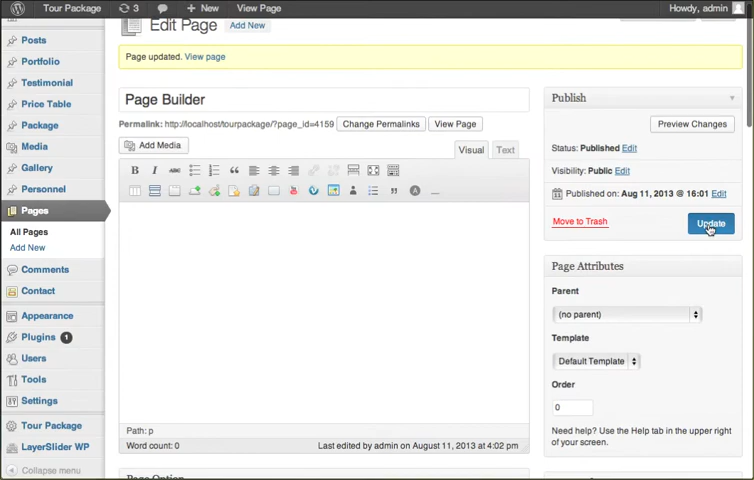 Tour Package 3 + New View Page Howdy, admin
Edit Page Add New
Page updated. View page
Posts
Portfolio
Testimonial
Price Table
Package
Media
Gallery
Personnel
Pages
All Pages
Add New
Comments
Contact
Appearance
Plugins 1
Users
Tools
Settings
Tour Package
LayerSlider WP
Collapse menu
Page Builder
Permalink: http://localhost/tourpackage/?page_id=4159 Change Permalinks View Page
Add Media
Visual Text
B I ABC
Path: p
Word count: 0 Last edited by admin on August 11, 2013 at 4:02 pm
Publish
Preview Changes
Status: Published Edit
Visibility: Public Edit
Published on: Aug 11, 2013 @ 16:01 Edit
Move to Trash Update
Page Attributes
Parent
(no parent)
Template
Default Template
Order
0
Need help? Use the Help tab in the upper right
of your screen.